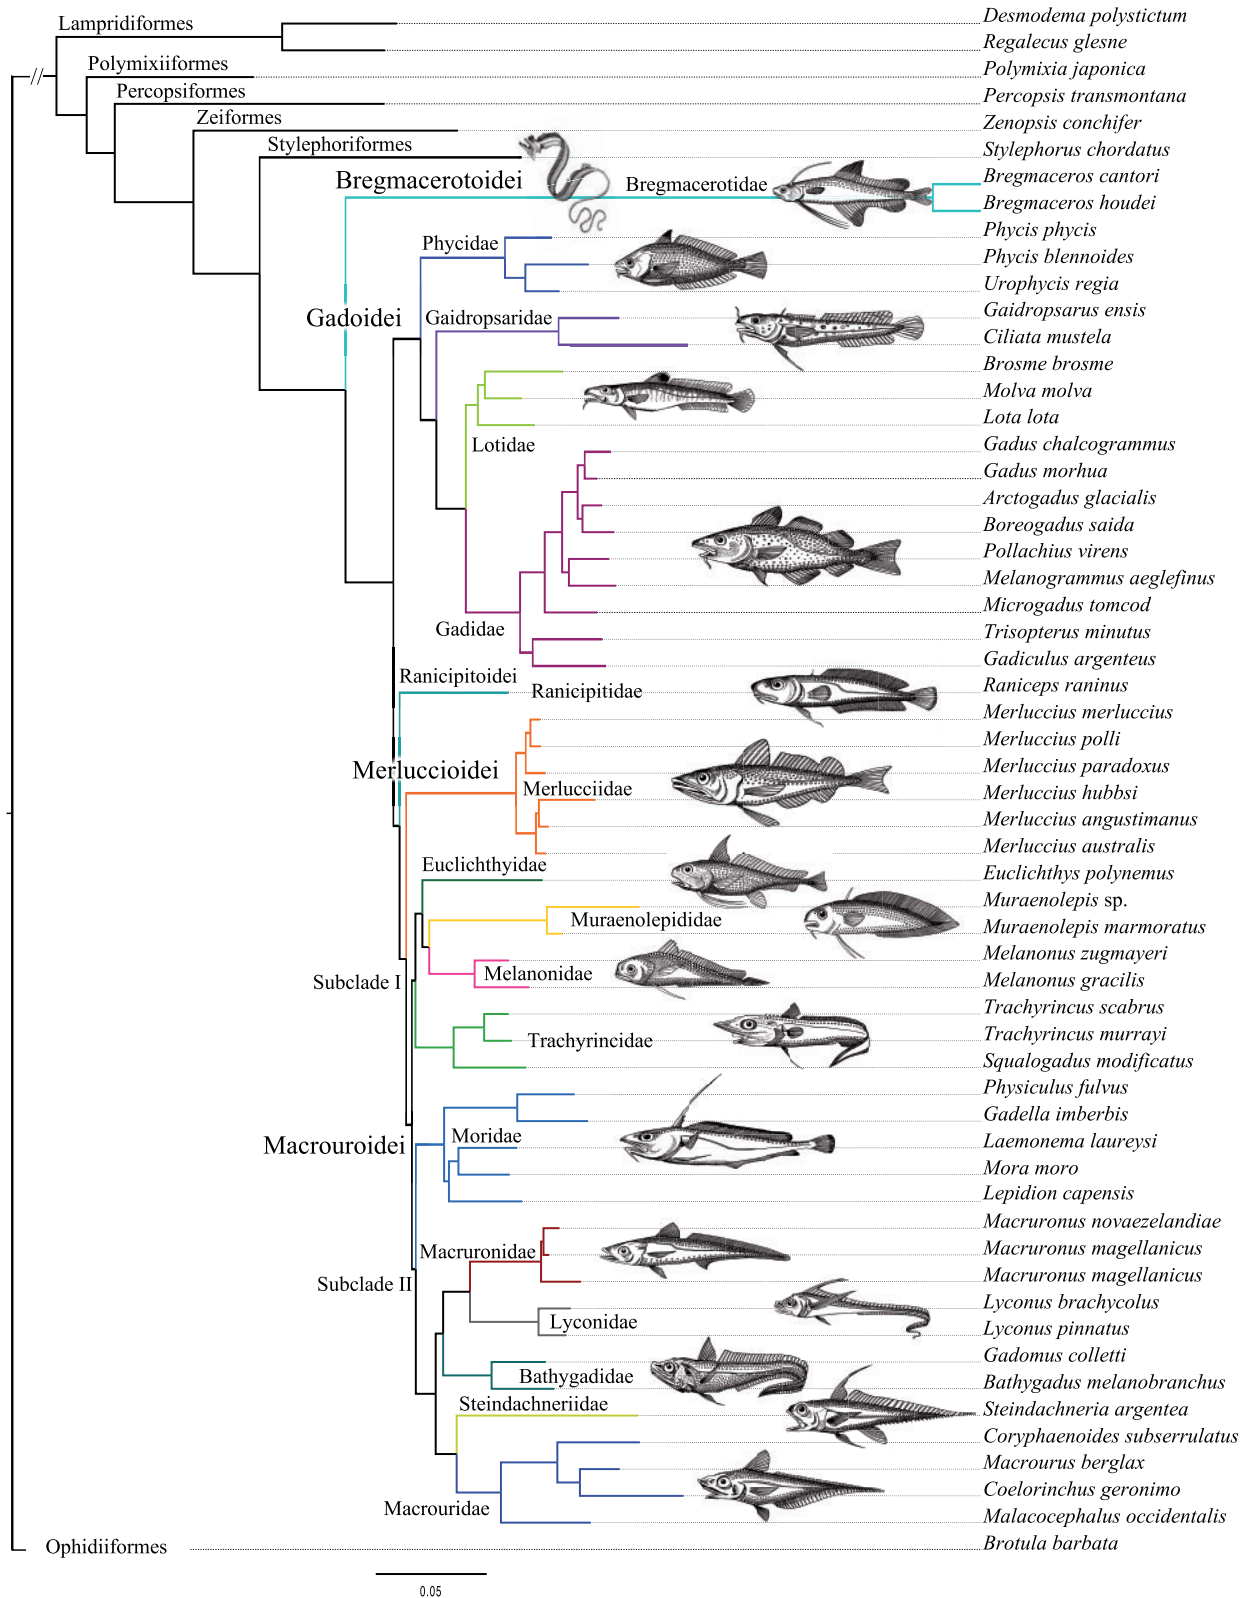 Desmodema polystictum
Lampridiformes
Regalecus glesne
Polymixiiformes
Polymixia japonica
Percopsiformes
Percopsis transmontana
Zeiformes
Zenopsis conchifer
Stylephoriformes
Stylephorus chordatus
Bregmacerotoidei
Bregmacerotidae
Bregmaceros cantori
Bregmaceros houdei
Phycis phycis
Phycidae
Phycis blennoides
Urophycis regia
Gadoidei
Gaidropsaridae
Gaidropsarus ensis
Ciliata mustela
Brosme brosme
Molva molva
Lota lota
Lotidae
Gadus chalcogrammus
Gadus morhua
Arctogadus glacialis
Boreogadus saida
Pollachius virens
Melanogrammus aeglefinus
Microgadus tomcod
Gadidae
Trisopterus minutus
Gadiculus argenteus
Ranicipitoidei
Ranicipitidae
Raniceps raninus
Merluccius merluccius
Merluccius polli
Merluccioidei
Merluccius paradoxus
Merlucciidae
Merluccius hubbsi
Merluccius angustimanus
Merluccius australis
Euclichthyidae
Euclichthys polynemus
Muraenolepis sp.
Muraenolepididae
Muraenolepis marmoratus
Melanonus zugmayeri
Subclade I
Melanonidae
Melanonus gracilis
Trachyrincus scabrus
Trachyrincidae
Trachyrincus murrayi
Squalogadus modificatus
Physiculus fulvus
Gadella imberbis
Macrouroidei
Moridae
Laemonema laureysi
Mora moro
Lepidion capensis
Macruronus novaezelandiae
Macruronidae
Macruronus magellanicus
Subclade II
Macruronus magellanicus
Lyconus brachycolus
Lyconidae
Lyconus pinnatus
Gadomus colletti
Bathygadidae
Bathygadus melanobranchus
Steindachneriidae
Steindachneria argentea
Coryphaenoides subserrulatus
Macrourus berglax
Coelorinchus geronimo
Macrouridae
Malacocephalus occidentalis
Ophidiiformes
Brotula barbata
0.05